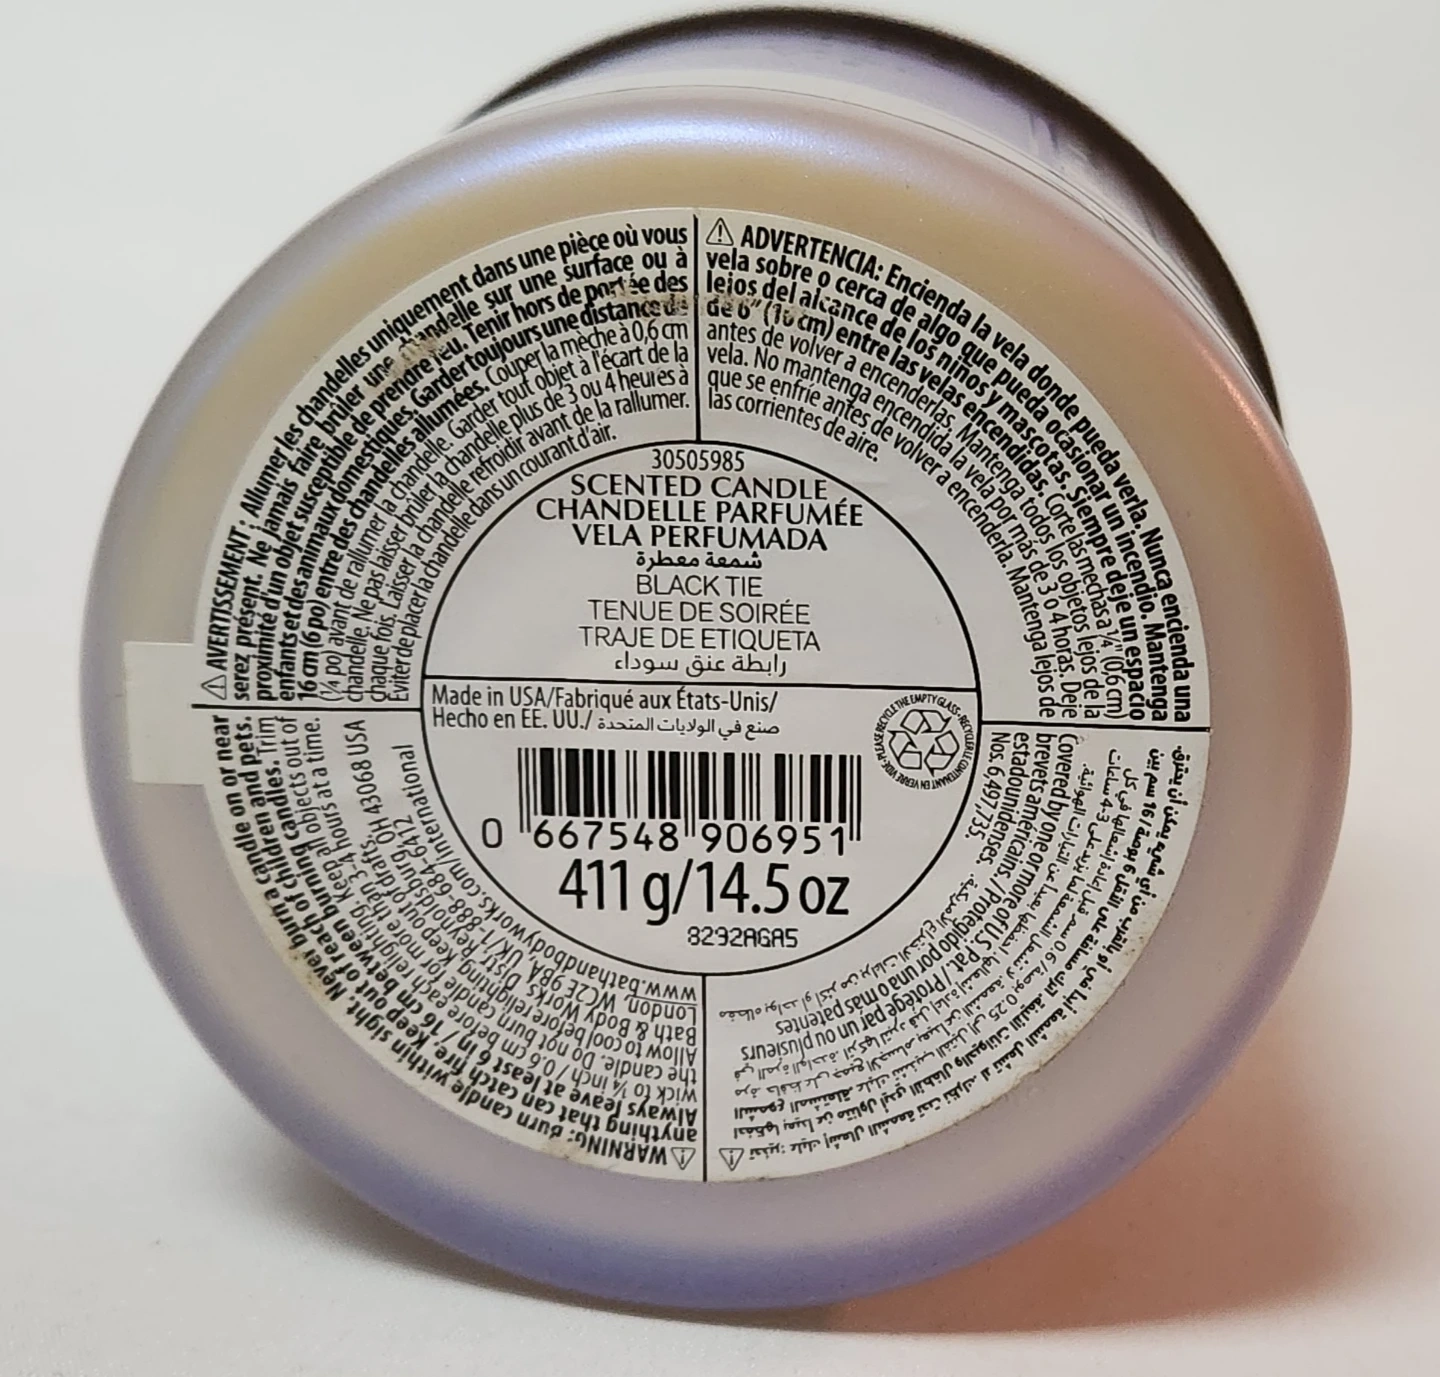 ⚠ AVERTISSEMENT : Allumer les chandelles uniquement dans une pièce où vous
serez présent. Ne jamais faire brûler une chandelle sur une surface ou à
proximité d'un objet susceptible de prendre feu. Tenir hors de portée des
enfants et des animaux domestiques. Garder toujours une distance de
16 cm (6 po) entre des chandelles allumées. Couper la mèche à 0,6 cm
(¼ po) avant de rallumer la chandelle. Garder tout objet à l'écart de la
chandelle. Ne pas laisser brûler la chandelle plus de 3 ou 4 heures à
chaque fois. Laisser la chandelle refroidir avant de la rallumer.
Éviter de placer la chandelle dans un courant d'air.
⚠ ADVERTENCIA: Encienda la vela donde pueda verla. Nunca encienda una
vela sobre o cerca de algo que pueda ocasionar un incendio. Mantenga
lejos del alcance de los niños y mascotas. Siempre deje un espacio
de 6" (16 cm) entre las velas encendidas. Corte las mechas a ¼" (0,6 cm)
antes de volver a encenderlas. Mantenga todos los objetos lejos de la
vela. No mantenga encendida la vela por más de 3 o 4 horas. Deje
que se enfríe antes de volver a encenderla. Mantenga lejos de
las corrientes de aire.
30505985
SCENTED CANDLE
CHANDELLE PARFUMÉE
VELA PERFUMADA
شمعة معطرة
BLACK TIE
TENUE DE SOIRÉE
TRAJE DE ETIQUETA
رابطة عنق سوداء
Made in USA/Fabriqué aux États-Unis/
Hecho en EE. UU./ صنع في الولايات المتحدة
PLEASE RECYCLE THE EMPTY GLASS • RECYCLER LE CONTENANT EN VERRE VIDE •
0 667548 906951
411 g/14.5 oz
8292AGA5
⚠ WARNING: Burn candle within sight. Never burn a candle on or near
anything that can catch fire. Keep out of reach of children and pets.
Always leave at least 6 in / 16 cm between burning candles. Trim
wick to ¼ inch / 0.6 cm before each relighting. Keep all objects out of
the candle. Do not burn candle for more than 3-4 hours at a time.
Allow to cool before relighting. Keep out of drafts.
Bath & Body Works, Distr., Reynoldsburg, OH 43068 USA
London, WC2E 9BA, UK/1-888-684-6412
www.bathandbodyworks.com/international
Covered by one or more of U.S. Pat. / Protégé par un ou plusieurs
brevets américains. / Protegido por una o más patentes
estadounidenses.
Nos. 6,497,735.